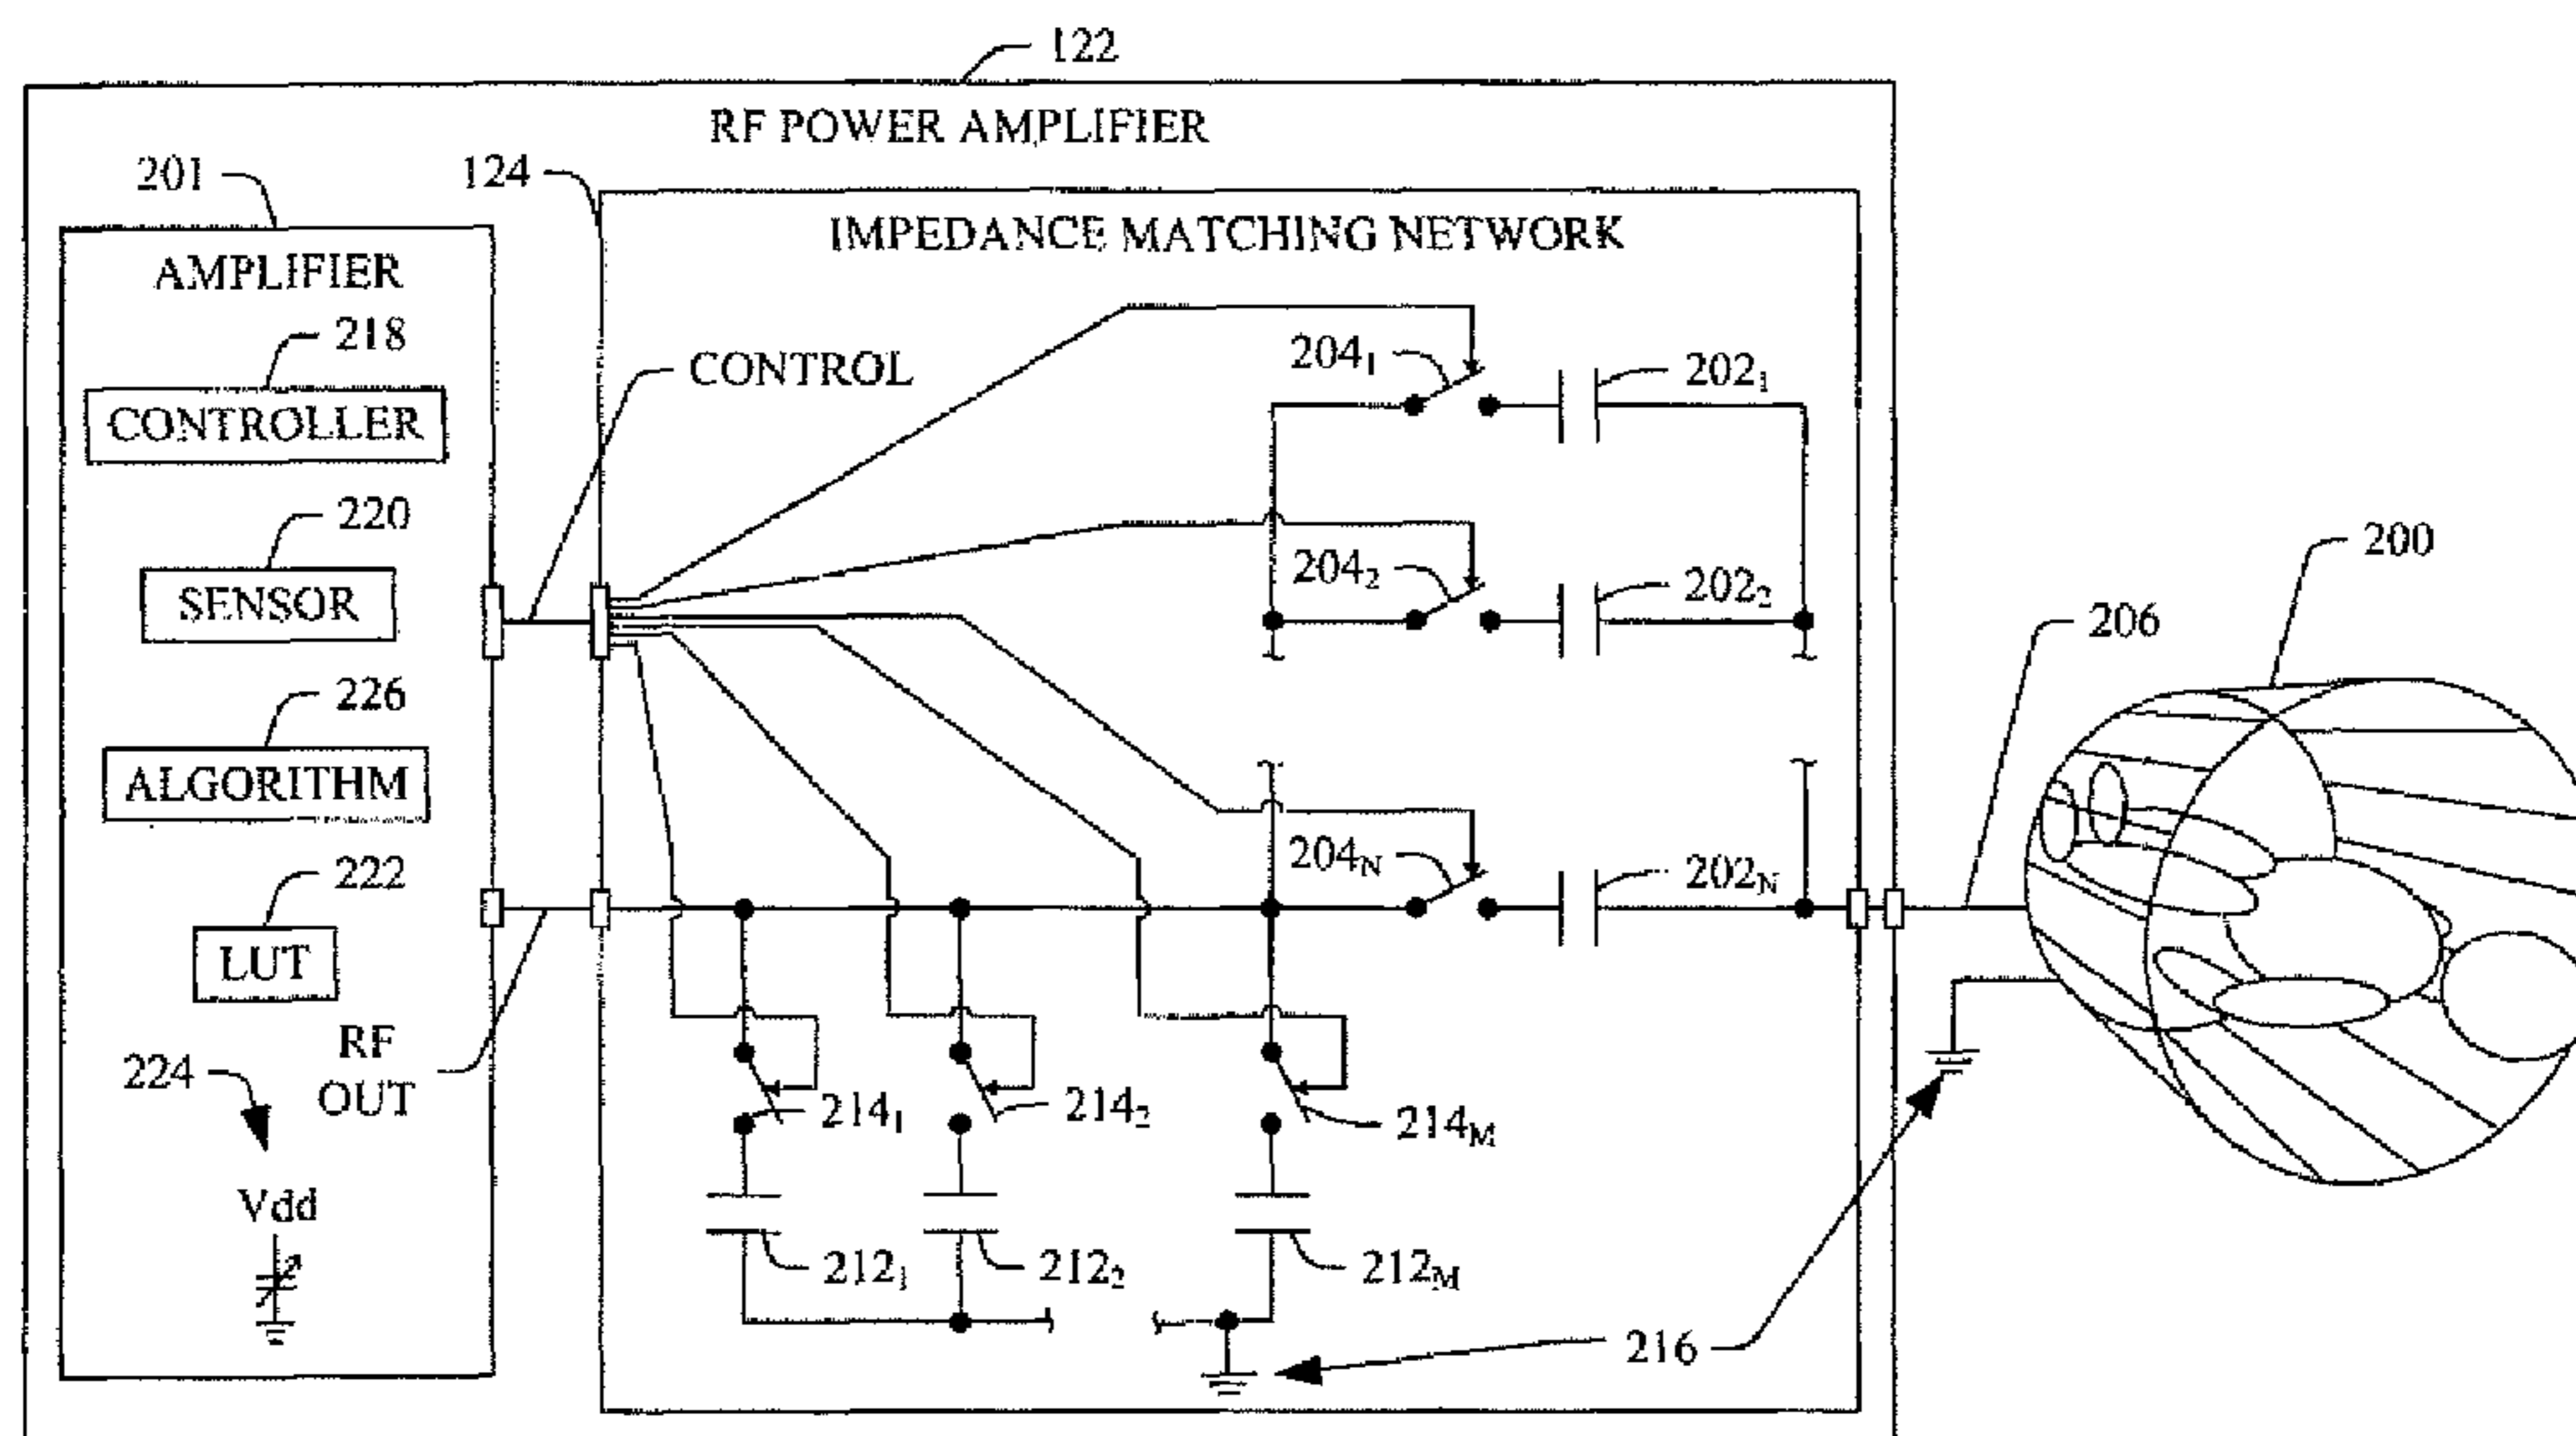 122
RF POWER AMPLIFIER
201
124
AMPLIFIER
IMPEDANCE MATCHING NETWORK
218
CONTROLLER
CONTROL
204₁
202₁
220
SENSOR
204₂
202₂
200
206
226
ALGORITHM
204N
202N
222
LUT
RF
OUT
224
214₁
214₂
214M
Vdd
212₁
212₂
212M
216